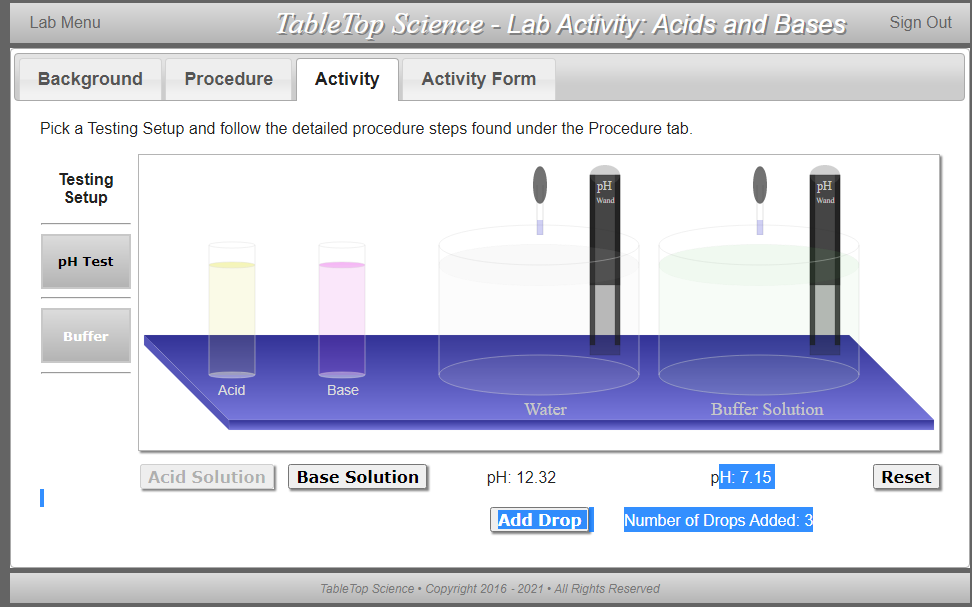 Lab Menu
TableTop Science - Lab Activity: Acids and Bases
Sign Out
Background
Procedure
Activity
Activity Form
Pick a Testing Setup and follow the detailed procedure steps found under the Procedure tab.
Testing
Setup
pH Test
Buffer
pH
Wand
pH
Wand
Acid
Base
Water
Buffer Solution
Acid Solution
Base Solution
pH: 12.32
pH: 7.15
Reset
Add Drop
Number of Drops Added: 3
TableTop Science • Copyright 2016 - 2021 • All Rights Reserved